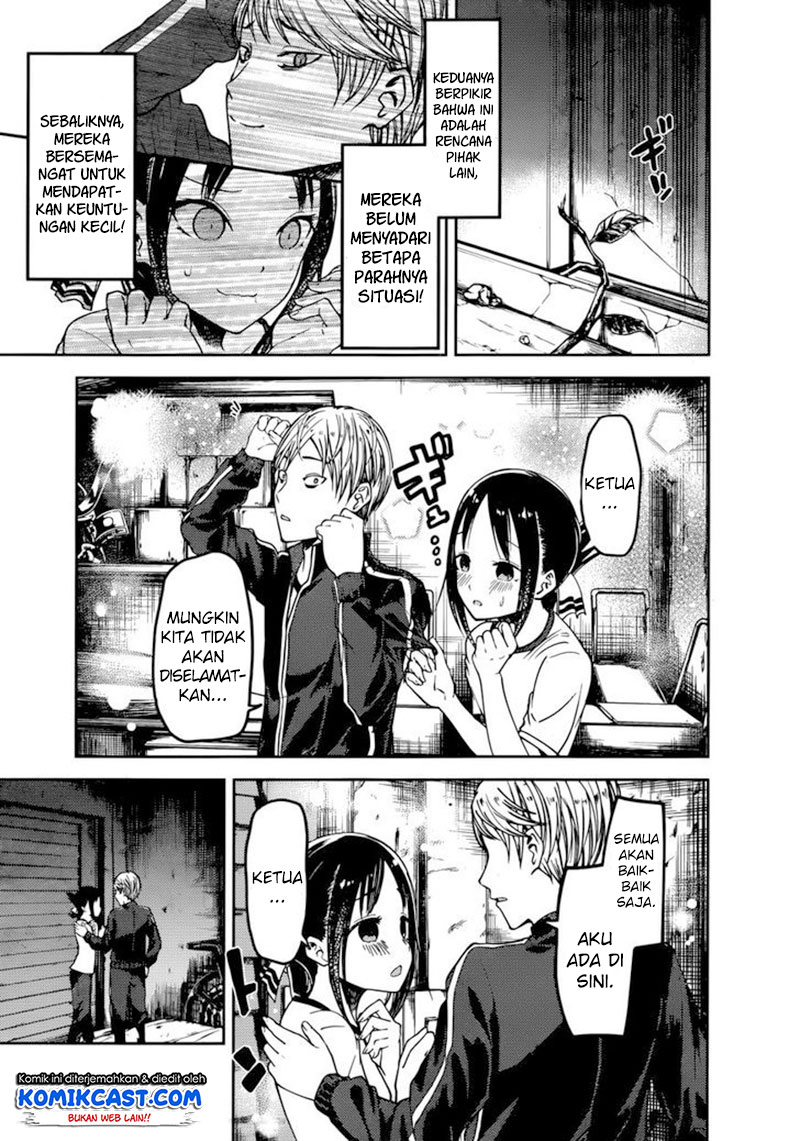 ギッ
KEDUANYA
BERPIKIR
BAHWA INI
ADALAH
RENCANA
PIHAK
LAIN,
MEREKA
BELUM
MENYADARI
BETAPA
PARAHNYA
SITUASI!
SEBALIKNYA,
MEREKA
BERSEMA-
NGAT UNTUK
MENDAPAT-
KAN KEUNTU-
NGAN KECIL!
KETUA
...
ギュ...
MUNGKIN
KITA TIDAK
AKAN
DISELAMAT-
KAN...
SEMUA
AKAN
BAIK-
BAIK
SAJA.
AKU
ADA DI
SINI.
KETUA
...
Komik ini diterjemahkan & diedit oleh
KOMIKCAST.COM
BUKAN WEB LAIN!!